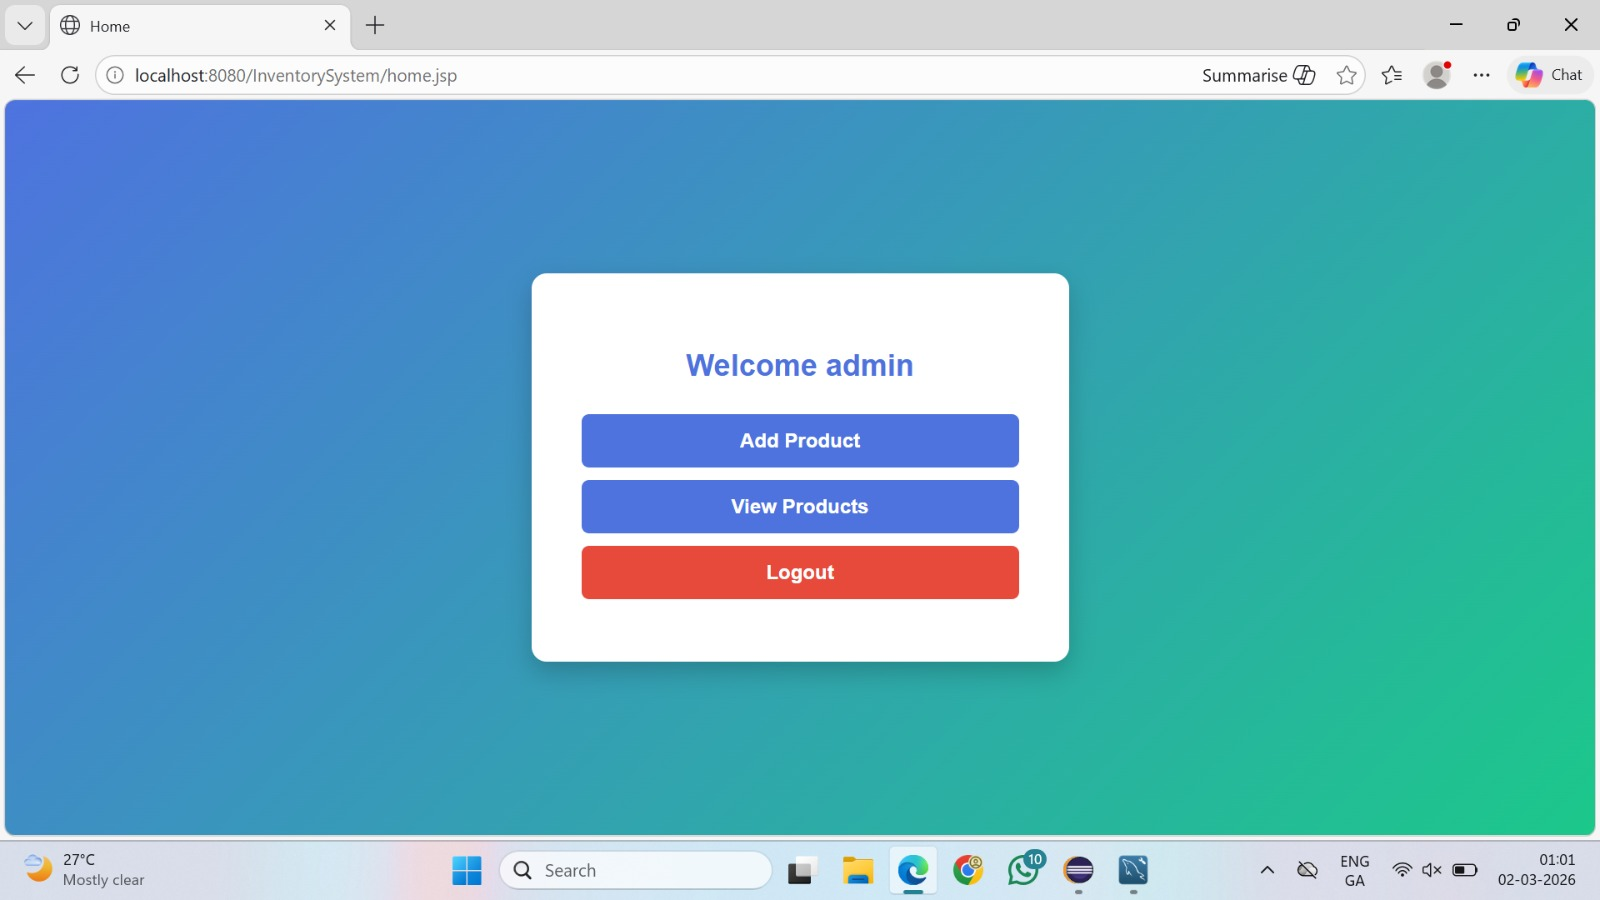 Home
localhost:8080/InventorySystem/home.jsp
Summarise
Chat
Welcome admin
Add Product
View Products
Logout
27°C
Mostly clear
Search
10
ENG
GA
01:01
02-03-2026